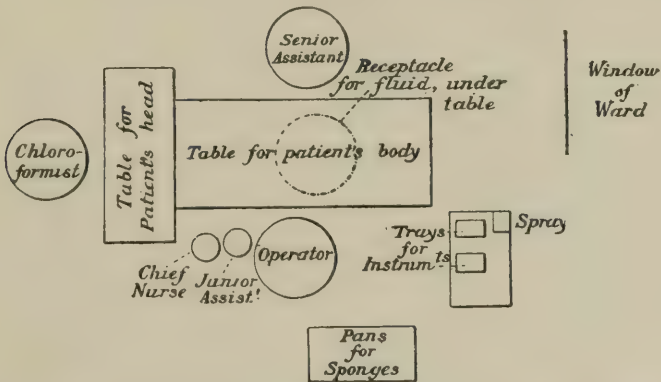 Senior
Assistant
Receptacle
for fluid, under
table
Window
of
Ward
Chloro-
formist
Table for
Patient's head
Table for patient's body
Chief
Nurse
Junior
Assist.ᵗ
Operator
Trays
for
Instrumᵗˢ
Spray
Pans
for
Sponges